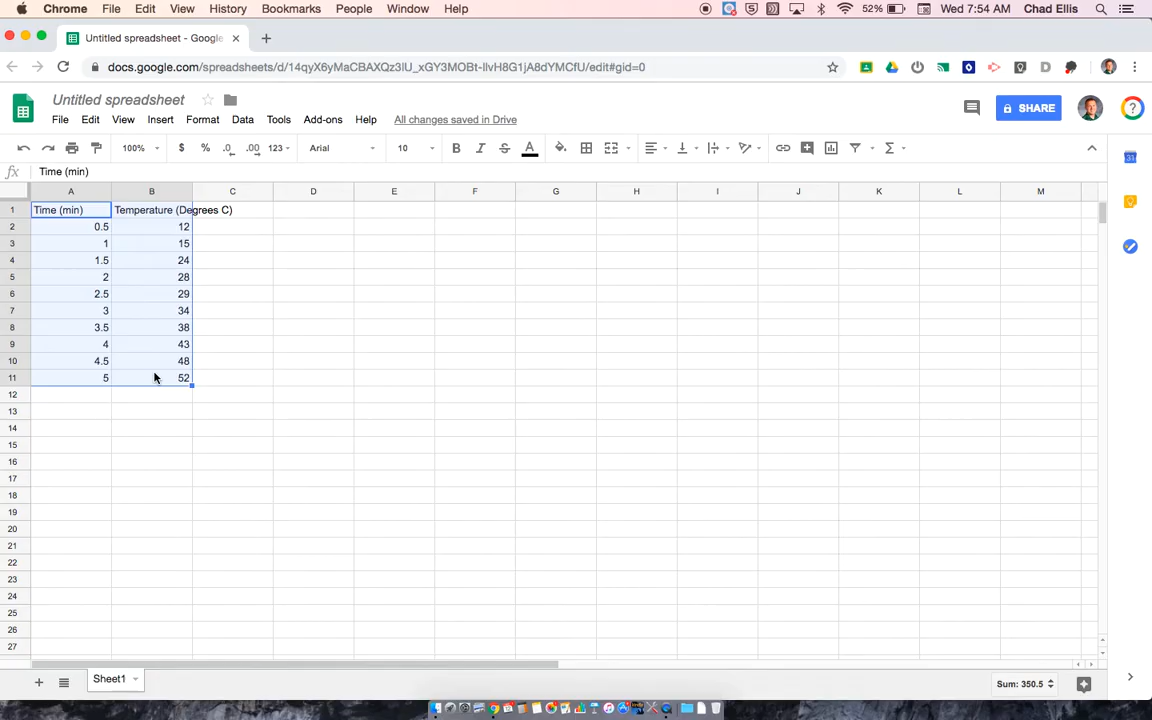 Chrome File Edit View History Bookmarks People Window Help 52% Wed 7:54 AM Chad Ellis
Untitled spreadsheet - Google
docs.google.com/spreadsheets/d/14qyX6yMaCBAXQz3lU_xGY3MOBt-llvH8G1jA8dYMCfU/edit#gid=0
Untitled spreadsheet
SHARE
File Edit View Insert Format Data Tools Add-ons Help All changes saved in Drive
100% $ % .0 .00 123 Arial 10 B I S A Σ
fx Time (min)
A B C D E F G H I J K L M
1 Time (min) Temperature (Degrees C)
2 0.5 12
3 1 15
4 1.5 24
5 2 28
6 2.5 29
7 3 34
8 3.5 38
9 4 43
10 4.5 48
11 5 52
12
13
14
15
16
17
18
19
20
21
22
23
24
25
26
27
Sheet1 Sum: 350.5